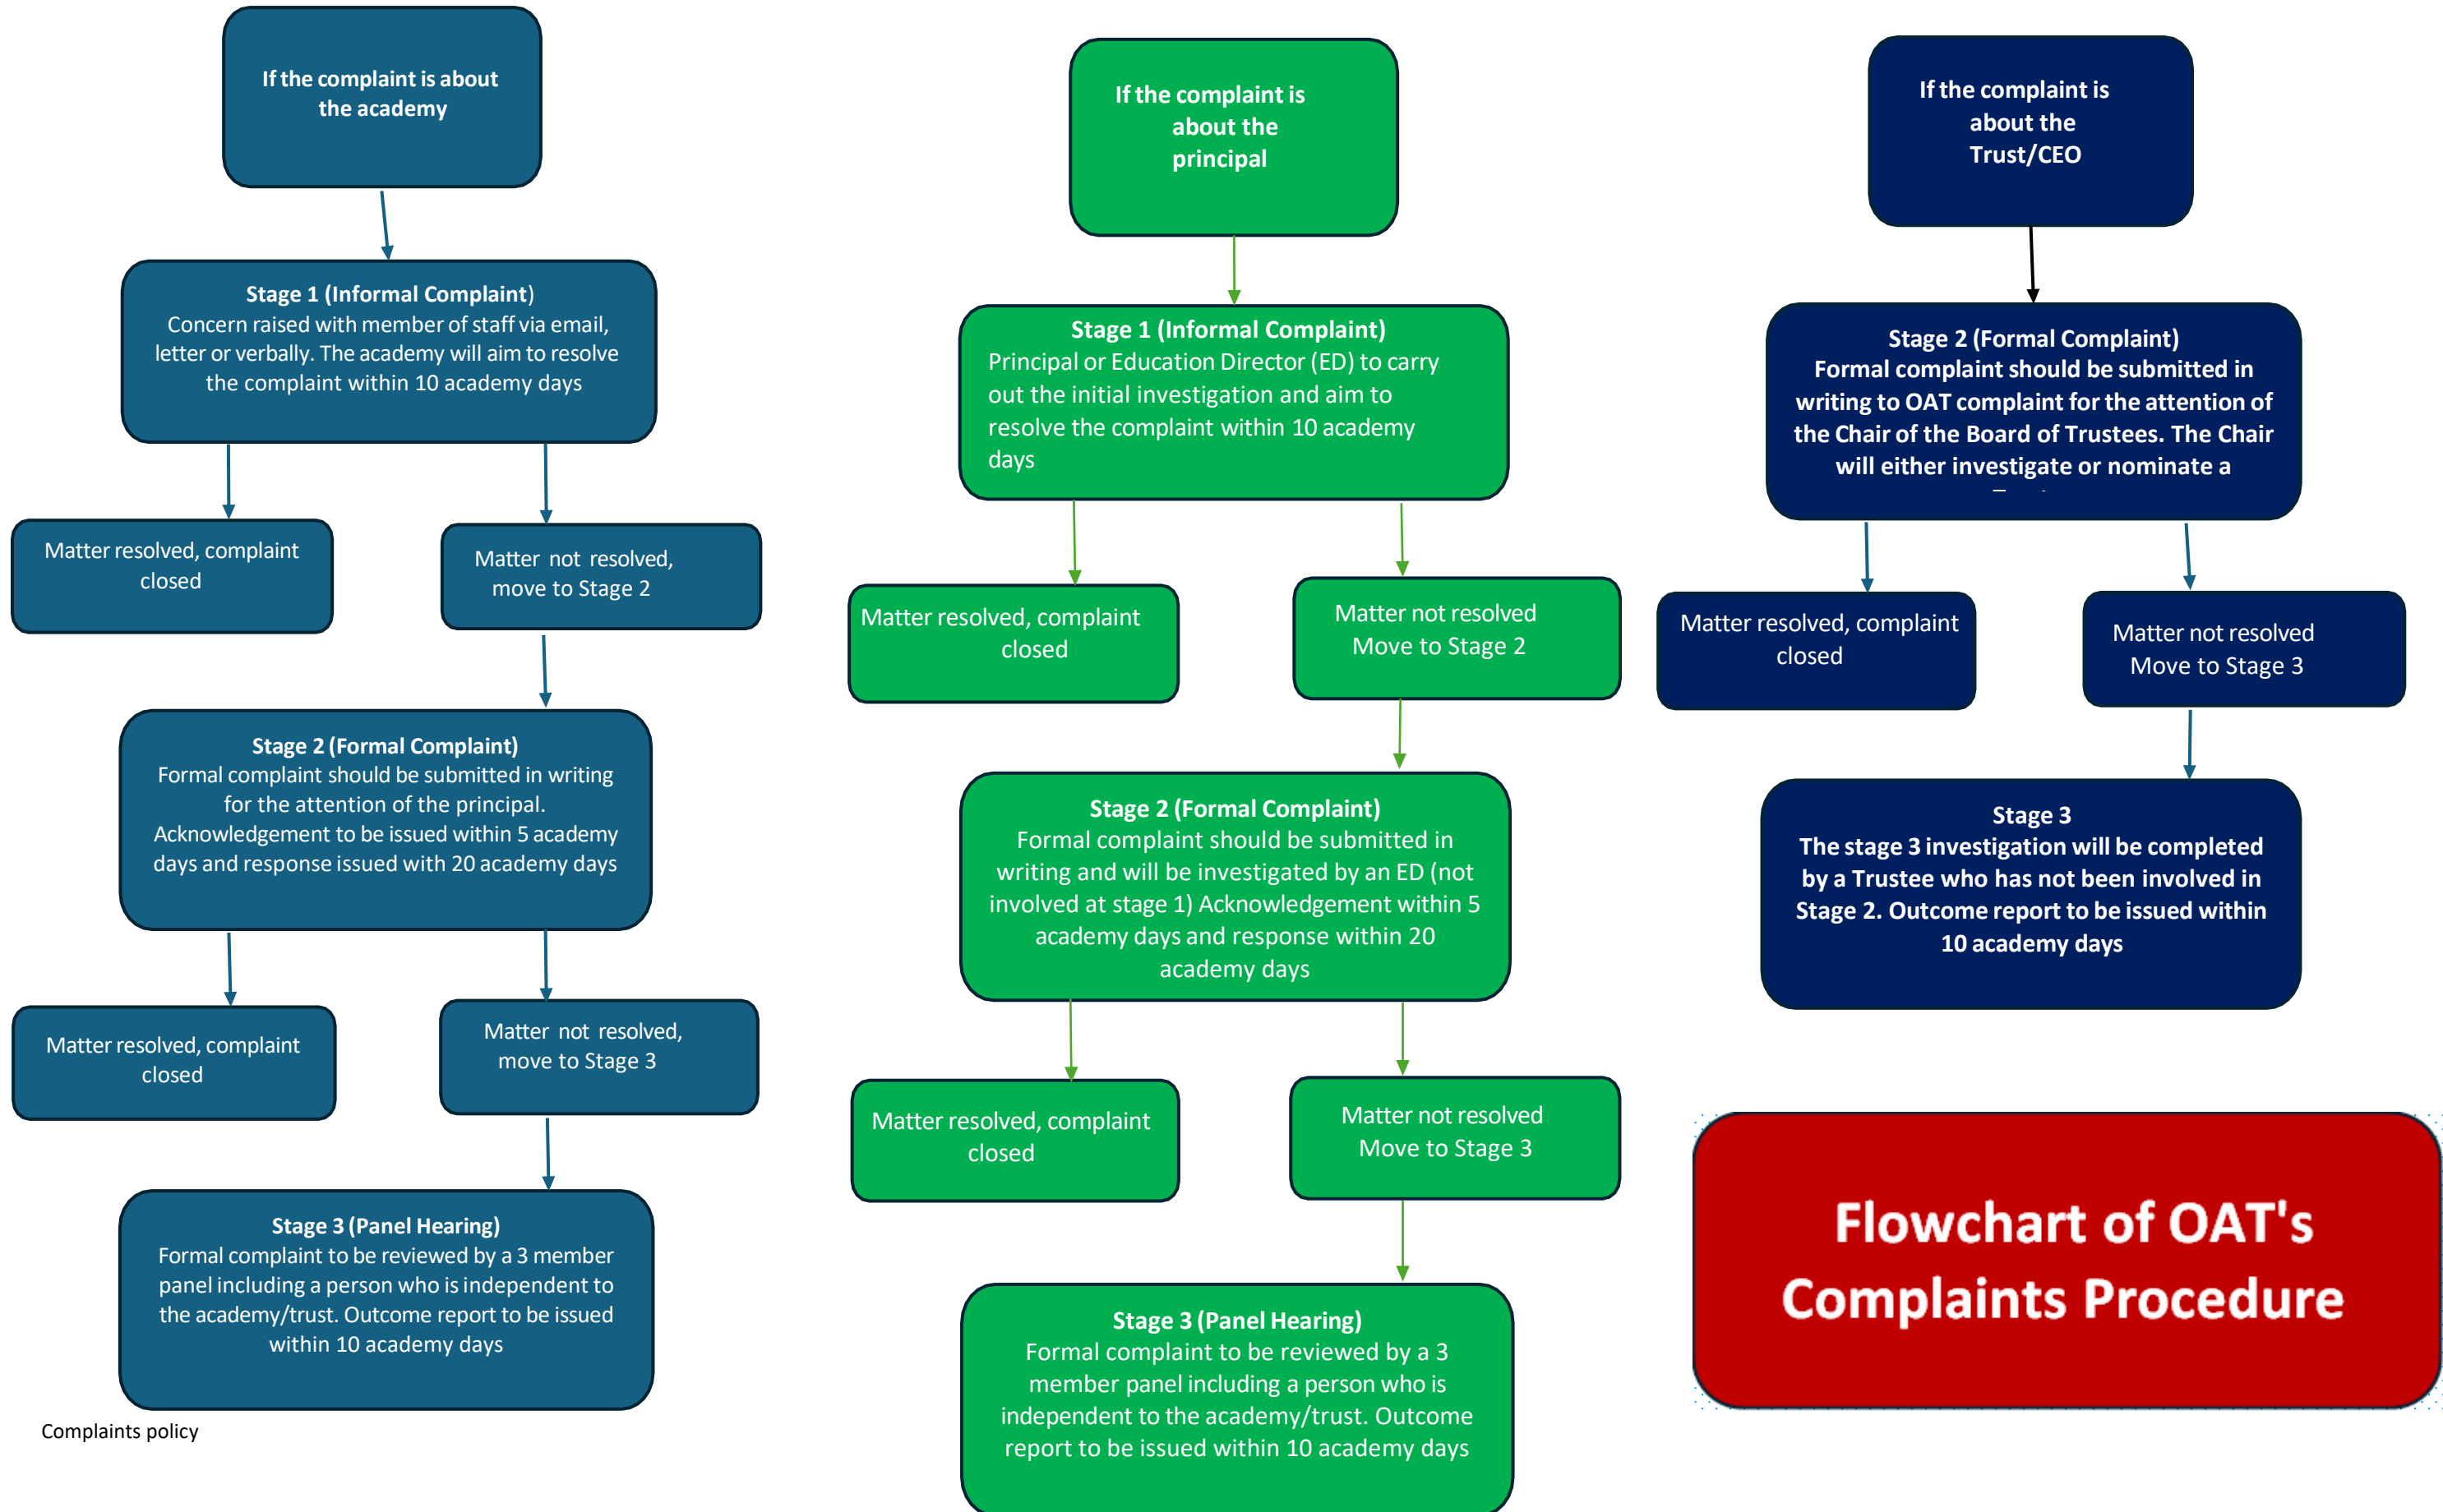 If the complaint is about
the academy
Stage 1 (Informal Complaint)
Concern raised with member of staff via email,
letter or verbally. The academy will aim to resolve
the complaint within 10 academy days
Matter resolved, complaint
closed
Matter not resolved,
move to Stage 2
Stage 2 (Formal Complaint)
Formal complaint should be submitted in writing
for the attention of the principal.
Acknowledgement to be issued within 5 academy
days and response issued with 20 academy days
Matter resolved, complaint
closed
Matter not resolved,
move to Stage 3
Stage 3 (Panel Hearing)
Formal complaint to be reviewed by a 3 member
panel including a person who is independent to
the academy/trust. Outcome report to be issued
within 10 academy days
Complaints policy
If the complaint is
about the
principal
Stage 1 (Informal Complaint)
Principal or Education Director (ED) to carry
out the initial investigation and aim to
resolve the complaint within 10 academy
days
Matter resolved, complaint
closed
Matter not resolved
Move to Stage 2
Stage 2 (Formal Complaint)
Formal complaint should be submitted in
writing and will be investigated by an ED (not
involved at stage 1) Acknowledgement within 5
academy days and response within 20
academy days
Matter resolved, complaint
closed
Matter not resolved
Move to Stage 3
Stage 3 (Panel Hearing)
Formal complaint to be reviewed by a 3
member panel including a person who is
independent to the academy/trust. Outcome
report to be issued within 10 academy days
If the complaint is
about the
Trust/CEO
Stage 2 (Formal Complaint)
Formal complaint should be submitted in
writing to OAT complaint for the attention of
the Chair of the Board of Trustees. The Chair
will either investigate or nominate a
Matter resolved, complaint
closed
Matter not resolved
Move to Stage 3
Stage 3
The stage 3 investigation will be completed
by a Trustee who has not been involved in
Stage 2. Outcome report to be issued within
10 academy days
Flowchart of OAT's
Complaints Procedure